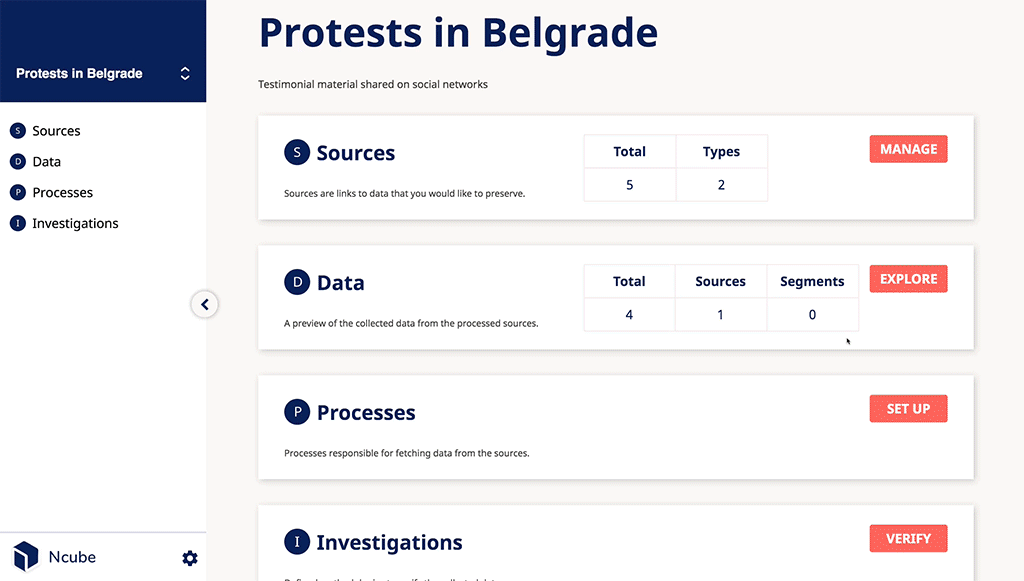 Protests in Belgrade
S Sources
D Data
P Processes
I Investigations
Ncube
Protests in Belgrade
Testimonial material shared on social networks
S Sources
Sources are links to data that you would like to preserve.
Total Types
5 2
MANAGE
D Data
A preview of the collected data from the processed sources.
Total Sources Segments
4 1 0
EXPLORE
P Processes
Processes responsible for fetching data from the sources.
SET UP
I Investigations
VERIFY